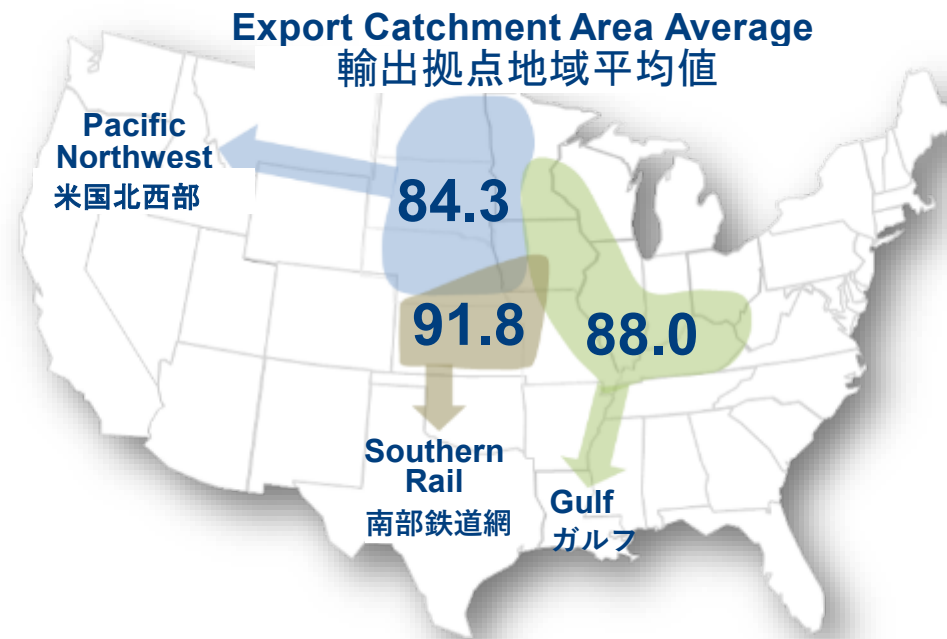 Export Catchment Area Average
輸出拠点地域平均値
Pacific
Northwest
米国北西部
84.3
91.8
88.0
Southern
Rail
南部鉄道網
Gulf
ガルフ